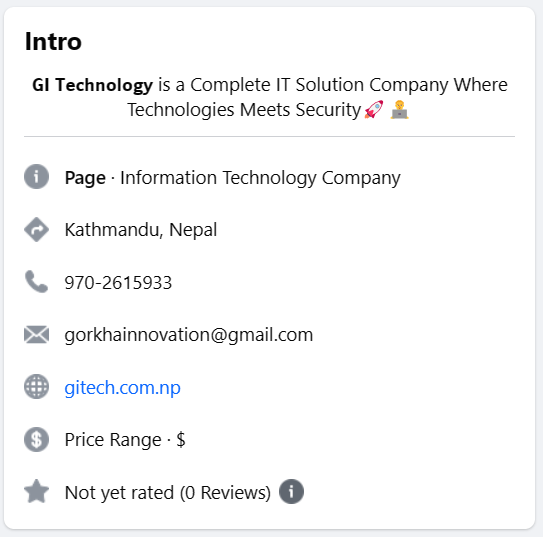 Intro
GI Technology is a Complete IT Solution Company Where
Technologies Meets Security🚀 👨‍💻
Page · Information Technology Company
Kathmandu, Nepal
970-2615933
gorkhainnovation@gmail.com
gitech.com.np
Price Range · $
Not yet rated (0 Reviews)